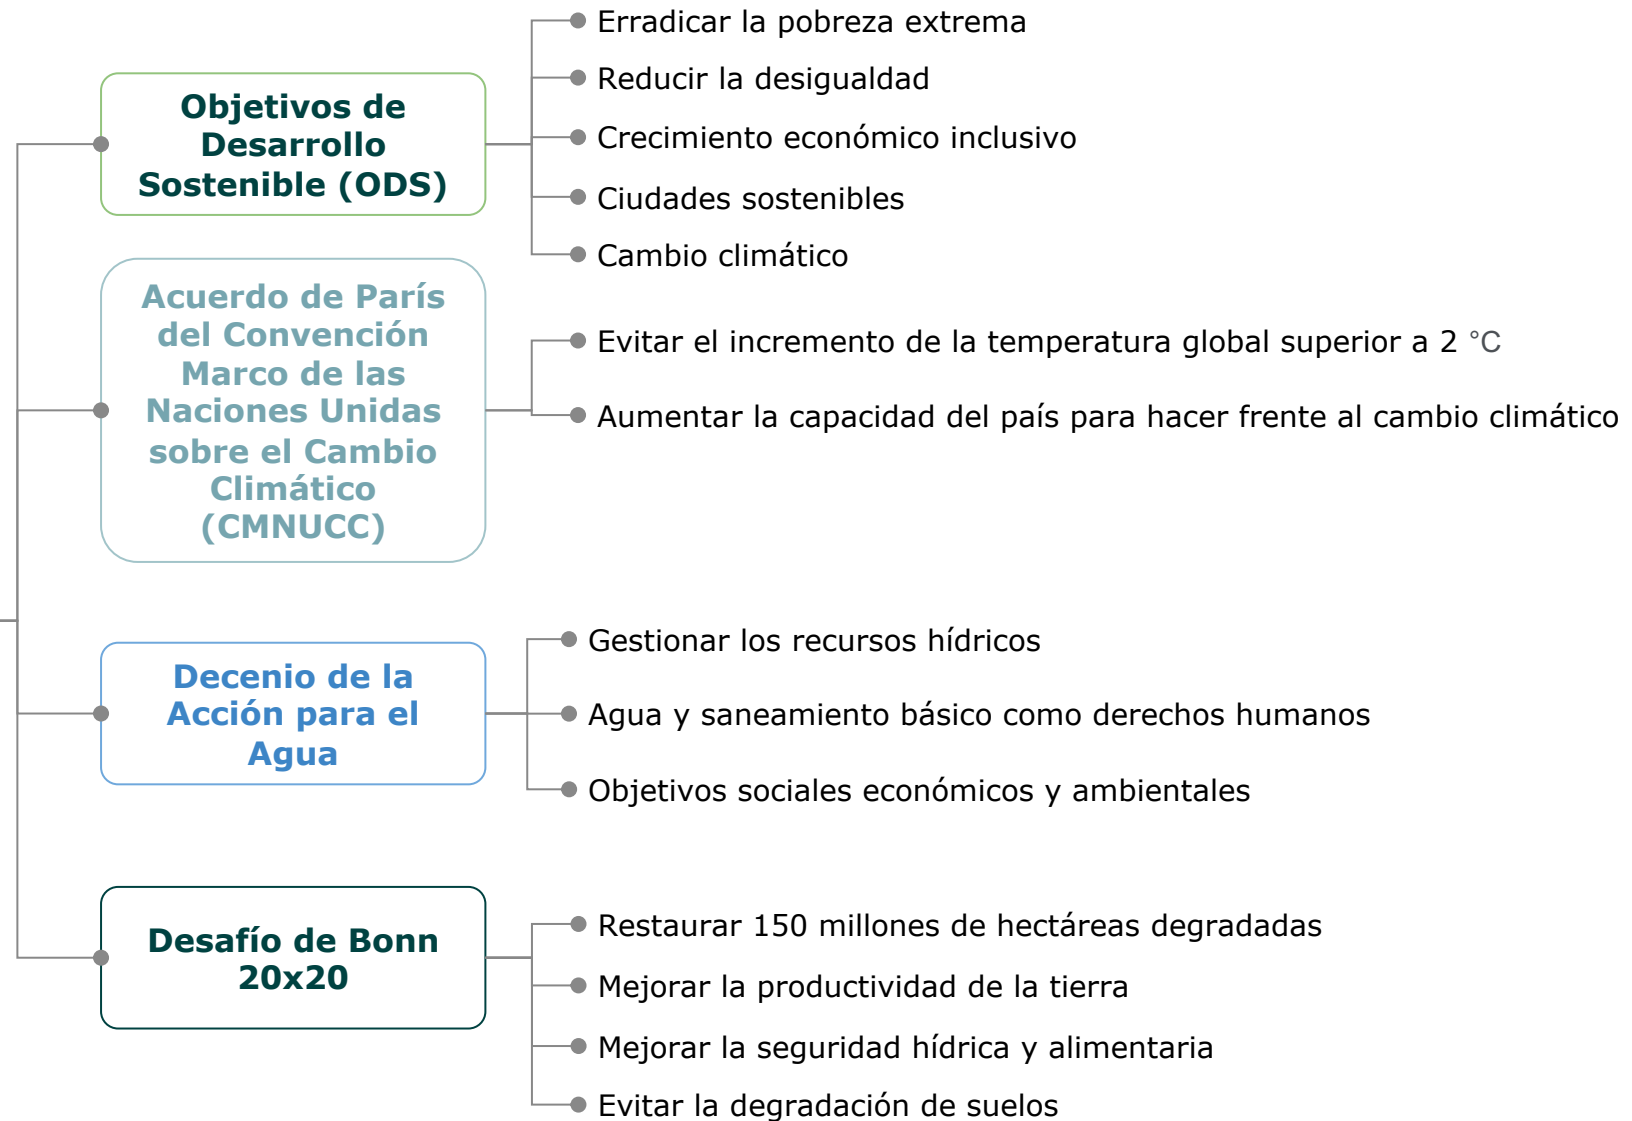 Objetivos de
Desarrollo
Sostenible (ODS)
Erradicar la pobreza extrema
Reducir la desigualdad
Crecimiento económico inclusivo
Ciudades sostenibles
Cambio climático
Acuerdo de París
del Convención
Marco de las
Naciones Unidas
sobre el Cambio
Climático
(CMNUCC)
Evitar el incremento de la temperatura global superior a 2 °C
Aumentar la capacidad del país para hacer frente al cambio climático
Decenio de la
Acción para el
Agua
Gestionar los recursos hídricos
Agua y saneamiento básico como derechos humanos
Objetivos sociales económicos y ambientales
Desafío de Bonn
20x20
Restaurar 150 millones de hectáreas degradadas
Mejorar la productividad de la tierra
Mejorar la seguridad hídrica y alimentaria
Evitar la degradación de suelos